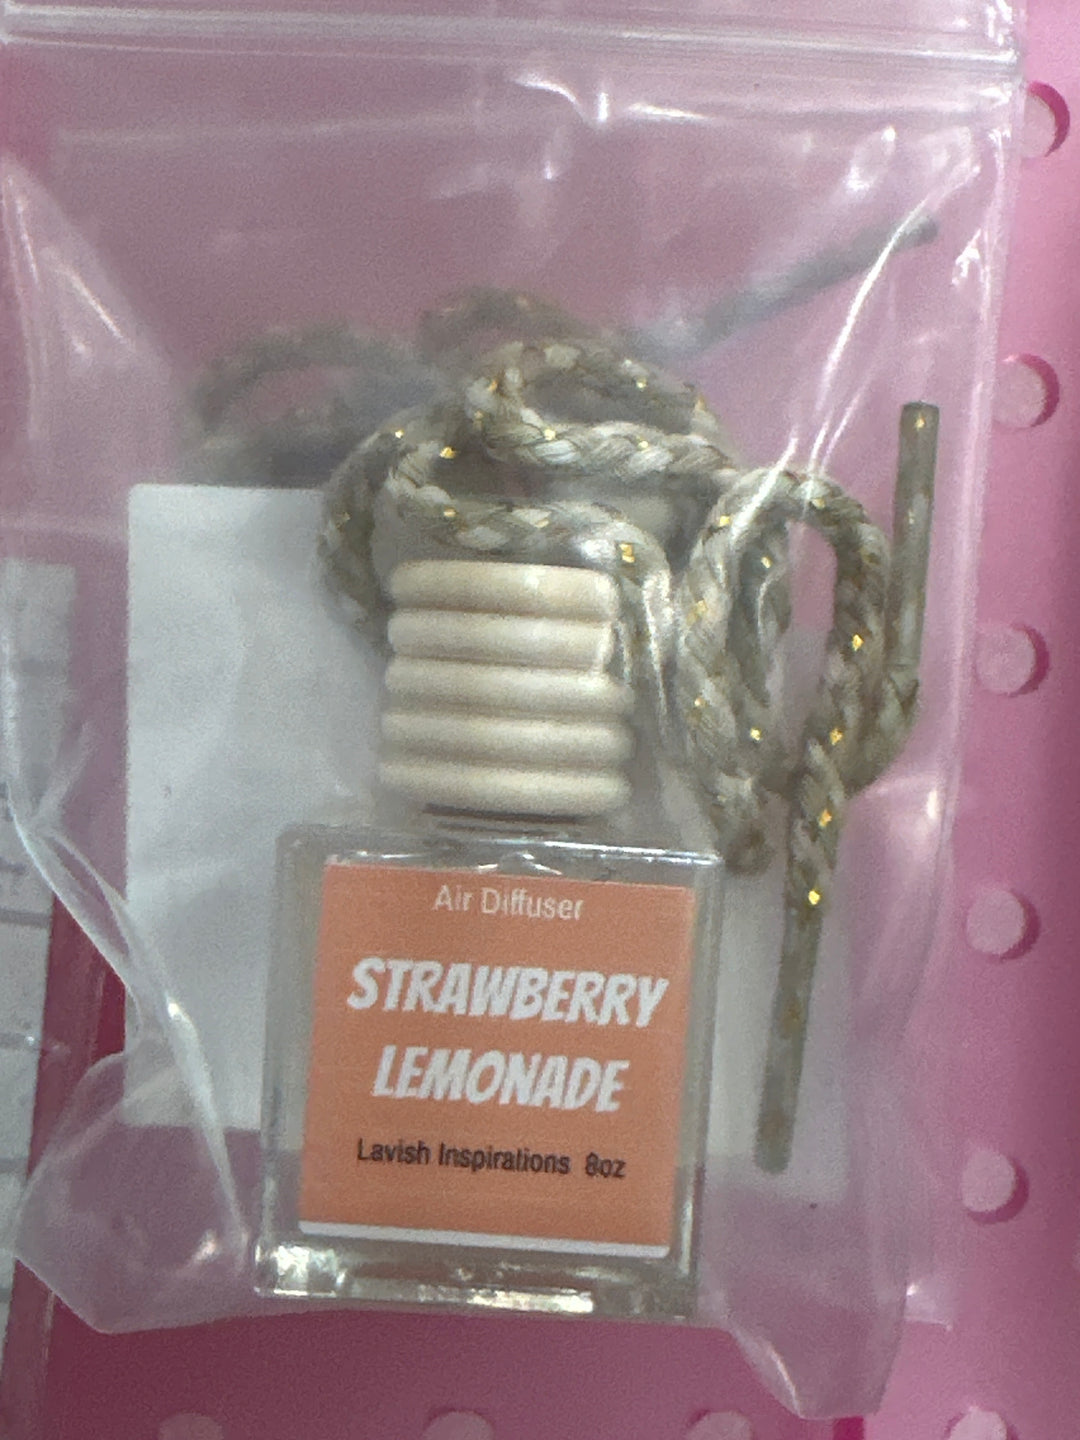 Air Diffuser
STRAWBERRY
LEMONADE
Lavish Inspirations 8oz